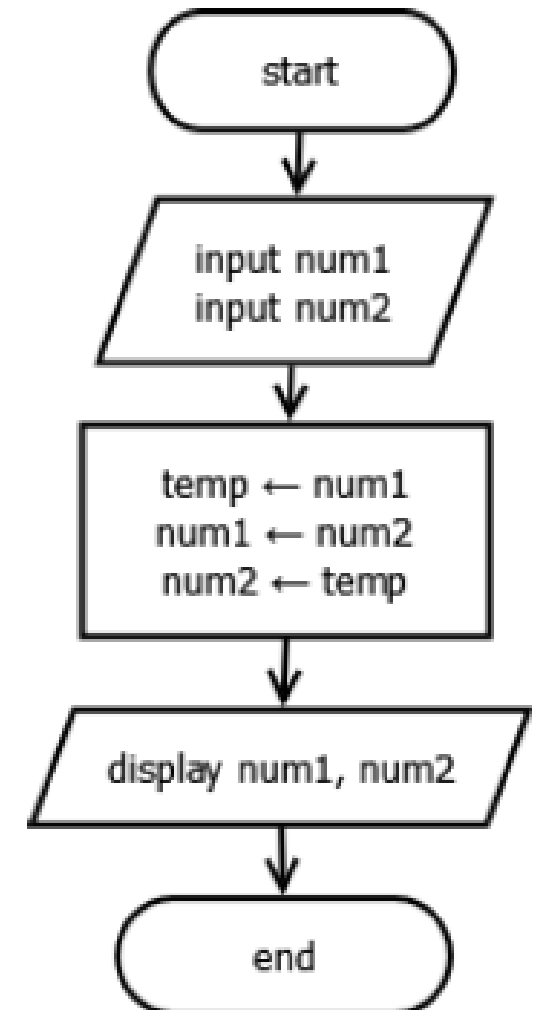 start
input num1
input num2
temp ← num1
num1 ← num2
num2 ← temp
display num1, num2
end